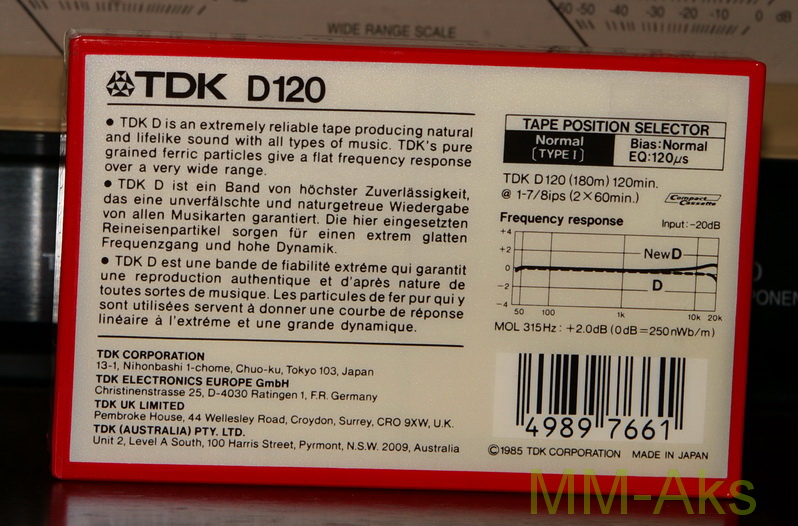 WIDE RANGE SCALE
-60 -50 -40 -30 -20 -10 0 dB
TDK D120
● TDK D is an extremely reliable tape producing natural
and lifelike sound with all types of music. TDK's pure
grained ferric particles give a flat frequency response
over a very wide range.
● TDK D ist ein Band von höchster Zuverlässigkeit,
das eine unverfälschte und naturgetreue Wiedergabe
von allen Musikarten garantiert. Die hier eingesetzten
Reineisenpartikel sorgen für einen extrem glatten
Frequenzgang und hohe Dynamik.
● TDK D est une bande de fiabilité extrême qui garantit
une reproduction authentique et d'après nature de
toutes sortes de musique. Les particules de fer pur qui y
sont utilisées servent à donner une courbe de réponse
linéaire à l'extrême et une grande dynamique.
TDK CORPORATION
13-1, Nihonbashi 1-chome, Chuo-ku, Tokyo 103, Japan
TDK ELECTRONICS EUROPE GmbH
Christinenstrasse 25, D-4030 Ratingen 1, F.R. Germany
TDK UK LIMITED
Pembroke House, 44 Wellesley Road, Croydon, Surrey, CRO 9XW, U.K.
TDK (AUSTRALIA) PTY. LTD.
Unit 2, Level A South, 100 Harris Street, Pyrmont, N.S.W. 2009, Australia
TAPE POSITION SELECTOR
Normal
[TYPE I]
Bias:Normal
EQ:120μs
TDK D120 (180m) 120min.
@ 1-7/8ips (2×60min.)
Compact
Cassette
Frequency response
Input:-20dB
+4
+2
0
-2
-4
New D
D
50 100 1k 10k 20k
MOL 315Hz: +2.0dB (0dB=250nWb/m)
4989 7661
©1985 TDK CORPORATION MADE IN JAPAN
MM-Aks